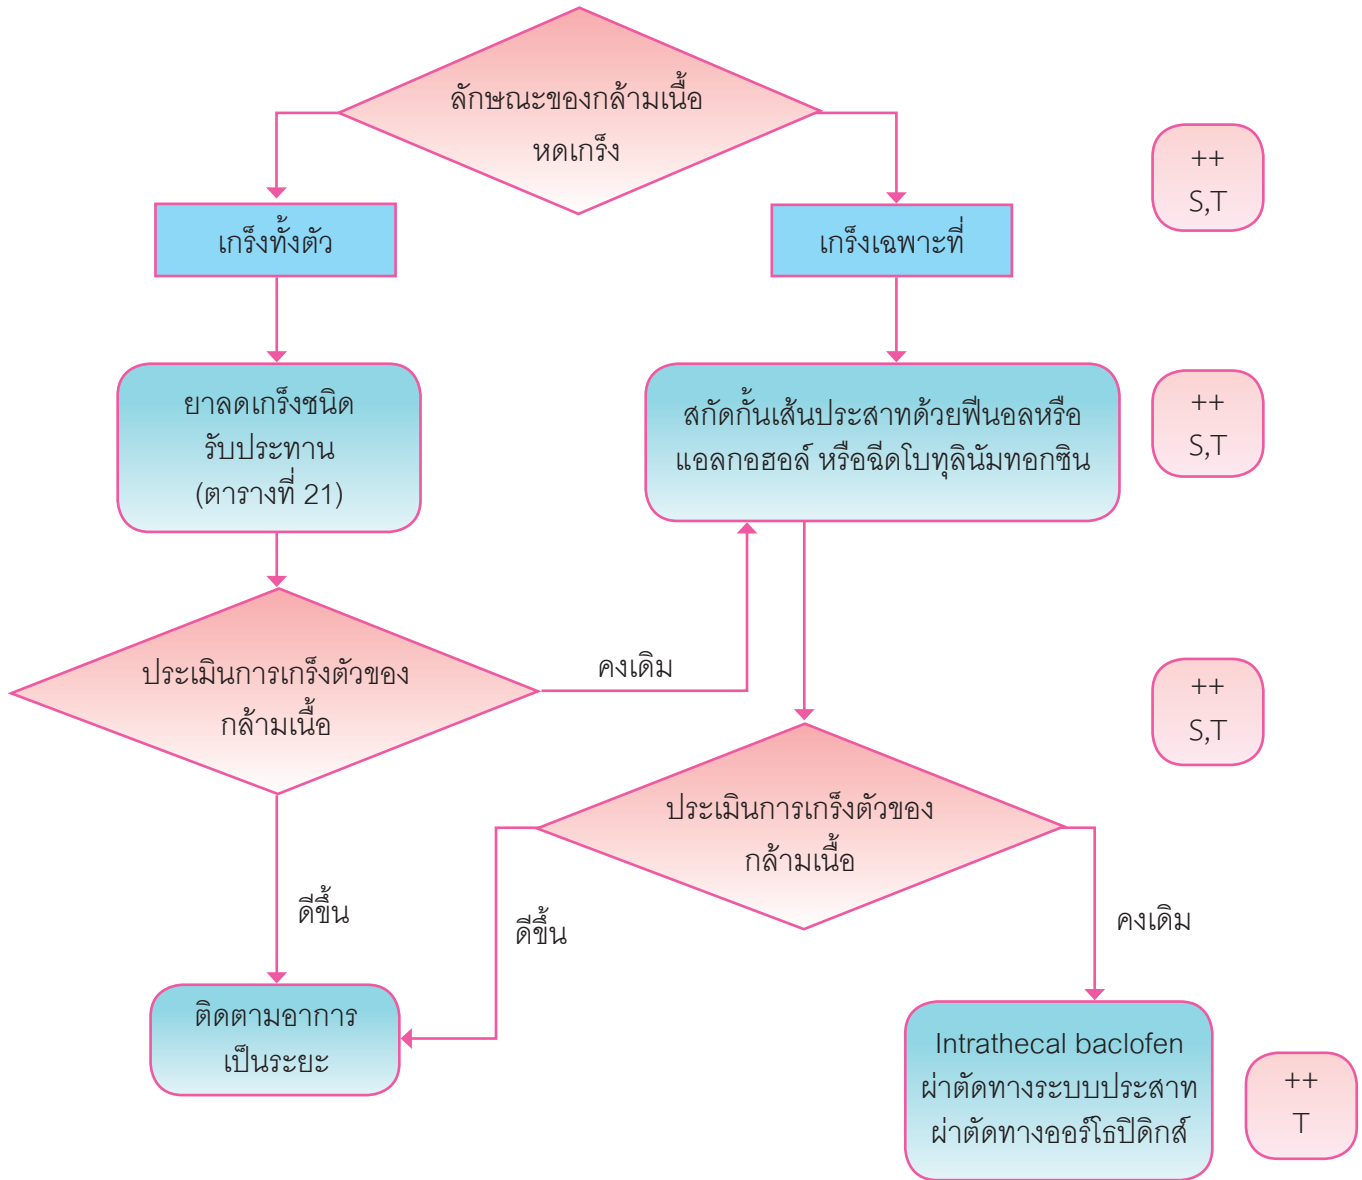 ลักษณะของกล้ามเนื้อ
หดเกร็ง
++
S,T
เกร็งทั้งตัว
เกร็งเฉพาะที่
ยาลดเกร็งชนิด
รับประทาน
(ตารางที่ 21)
สกัดกั้นเส้นประสาทด้วยฟีนอลหรือ
แอลกอฮอล์ หรือฉีดโบทุลินัมทอกซิน
++
S,T
ประเมินการเกร็งตัวของ
กล้ามเนื้อ
คงเดิม
++
S,T
ประเมินการเกร็งตัวของ
กล้ามเนื้อ
ดีขึ้น
ดีขึ้น
คงเดิม
ติดตามอาการ
เป็นระยะ
Intrathecal baclofen
ผ่าตัดทางระบบประสาท
ผ่าตัดทางออร์โธปิดิกส์
++
T